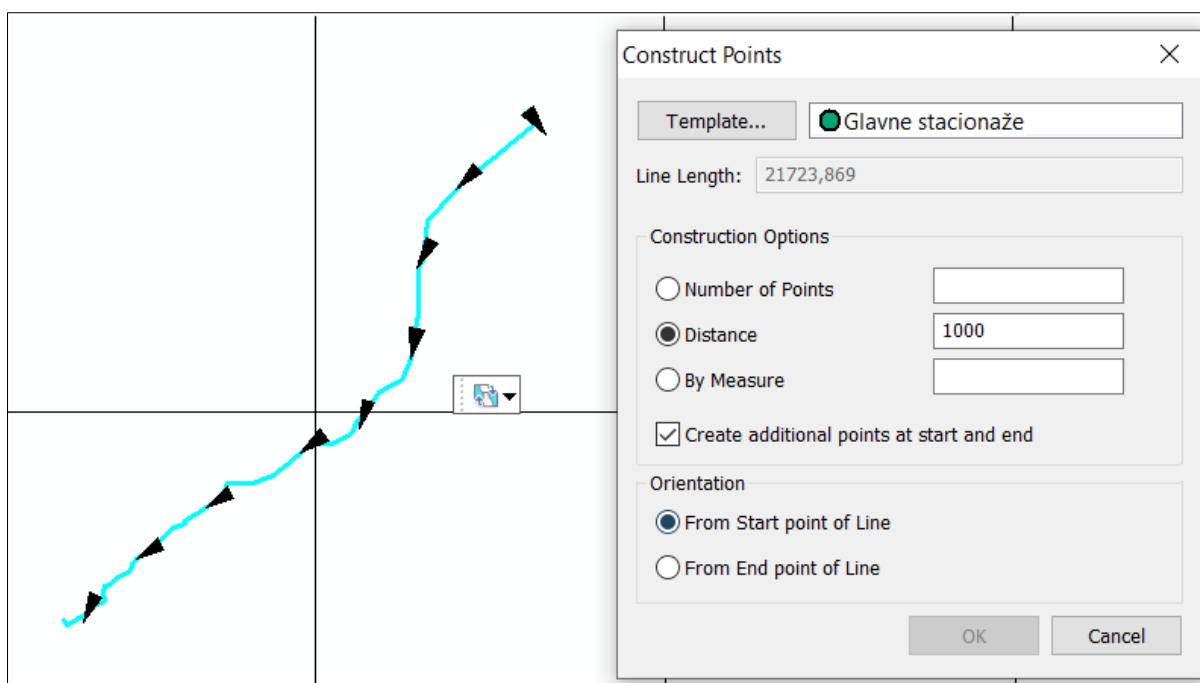 Construct Points
Template...
Glavne stacionaže
Line Length:
21723,869
Construction Options
Number of Points
Distance
1000
By Measure
Create additional points at start and end
Orientation
From Start point of Line
From End point of Line
OK
Cancel